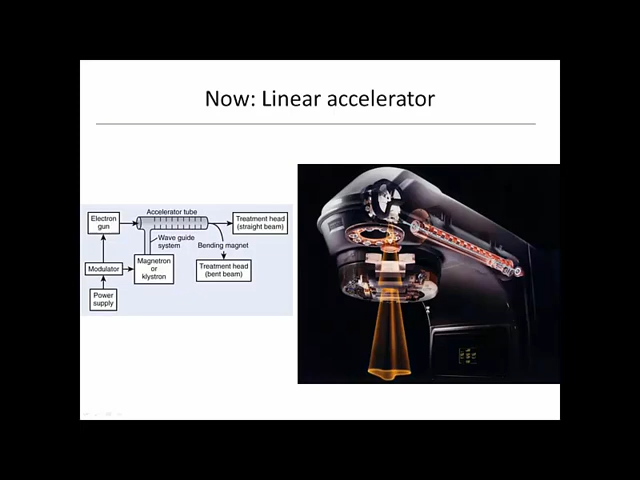 Now: Linear accelerator
Accelerator tube
Electron
gun
Treatment head
(straight beam)
Wave guide
system
Bending magnet
Modulator
Magnetron
or
klystron
Treatment head
(bent beam)
Power
supply